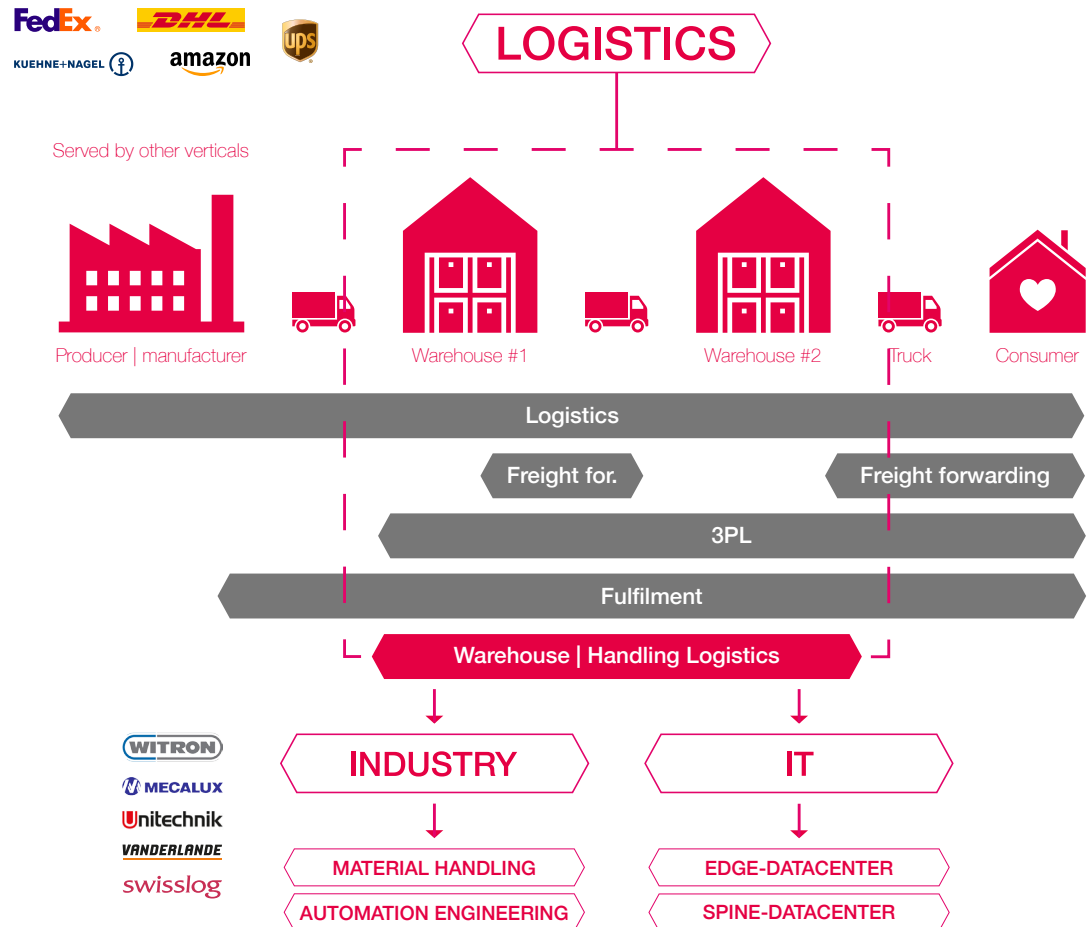 FedEx®
DHL
ups
KUEHNE+NAGEL
amazon
LOGISTICS
Served by other verticals
Producer | manufacturer
Warehouse #1
Warehouse #2
Truck
Consumer
Logistics
Freight for.
Freight forwarding
3PL
Fulfilment
Warehouse | Handling Logistics
WITRON
MECALUX
Unitechnik
VANDERLANDE
swisslog
INDUSTRY
IT
MATERIAL HANDLING
EDGE-DATACENTER
AUTOMATION ENGINEERING
SPINE-DATACENTER